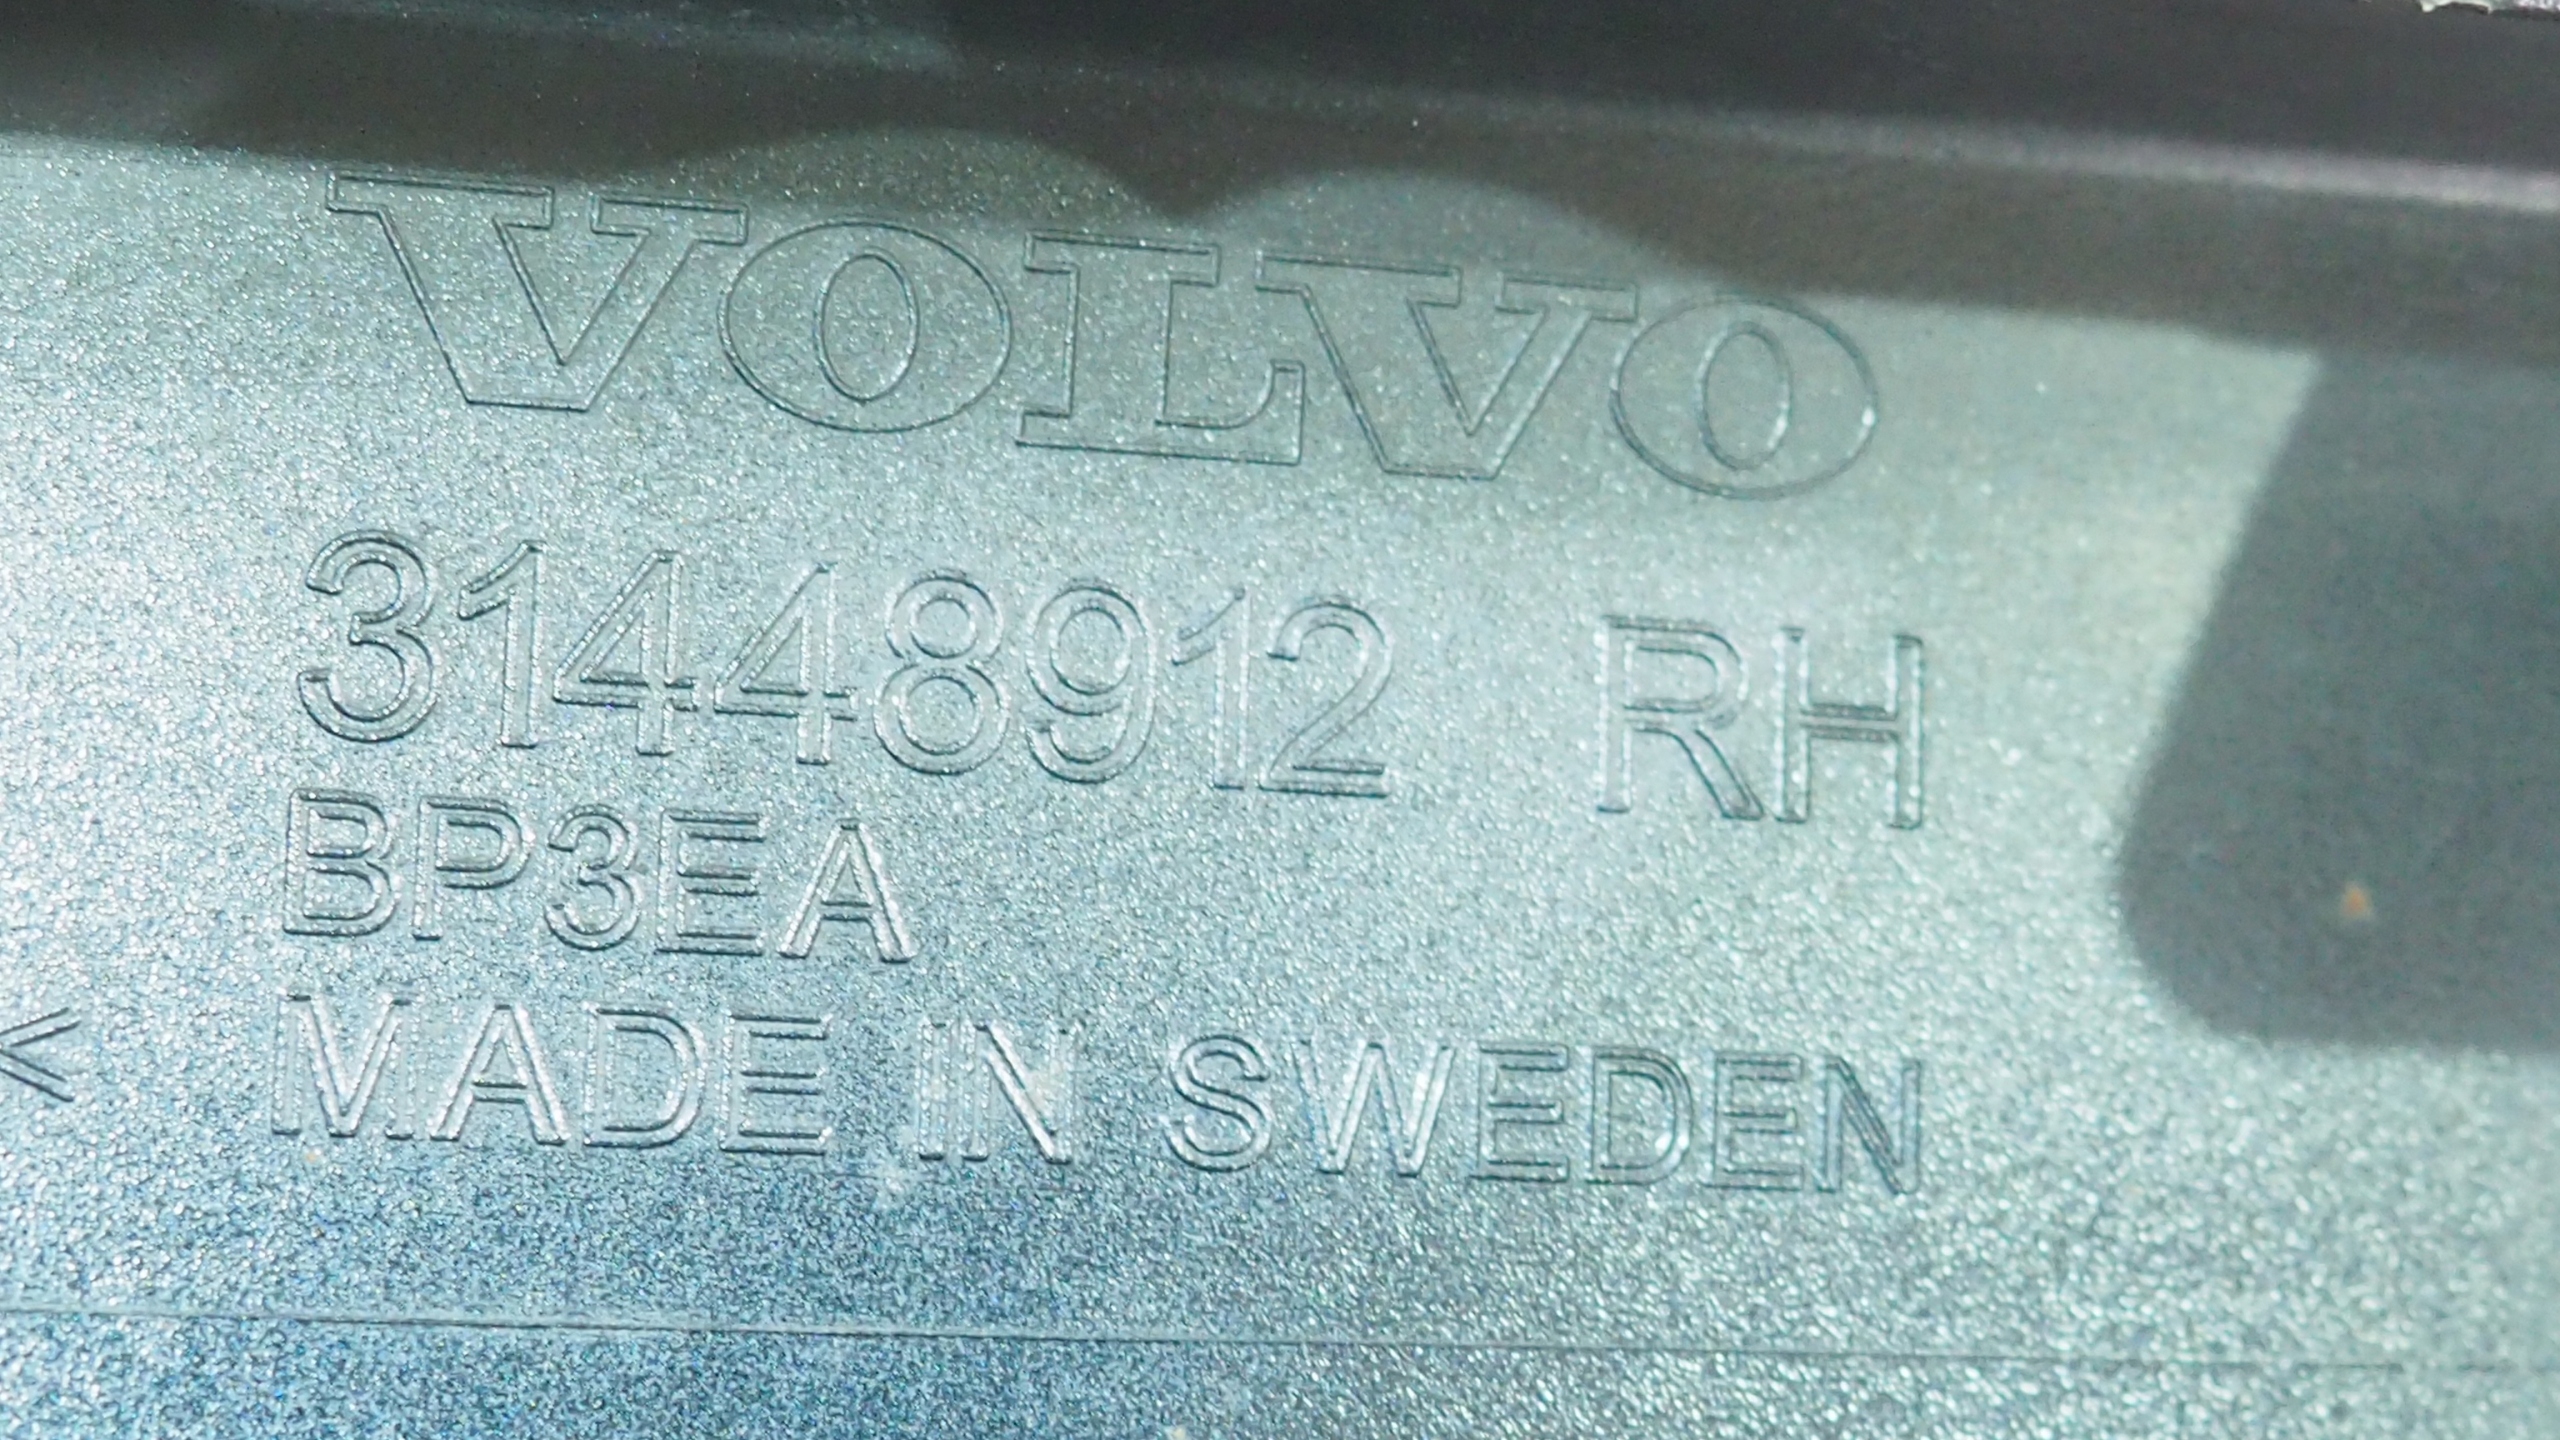 VOLVO
31448912 RH
BP3EA
< MADE IN SWEDEN